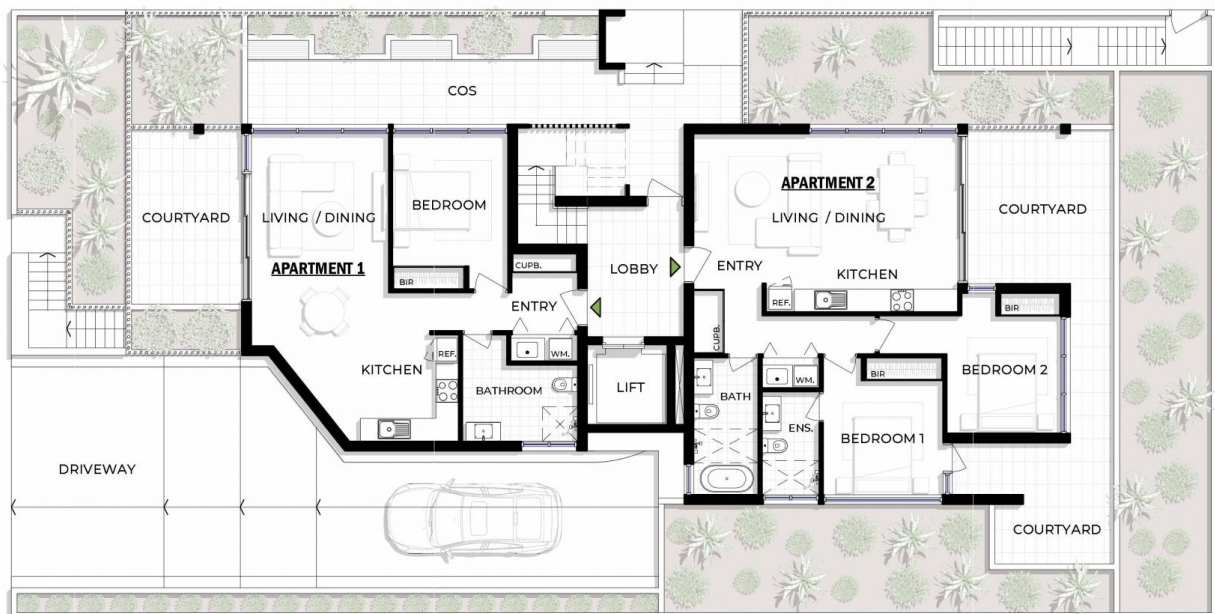 COS
COURTYARD
LIVING / DINING
BEDROOM
APARTMENT 1
BIR
CUPB.
ENTRY
LOBBY
KITCHEN
REF.
WM.
BATHROOM
LIFT
DRIVEWAY
APARTMENT 2
LIVING / DINING
COURTYARD
ENTRY
KITCHEN
REF.
CUPB.
BIR
BEDROOM 2
WM.
BIR
BATH
ENS.
BEDROOM 1
COURTYARD